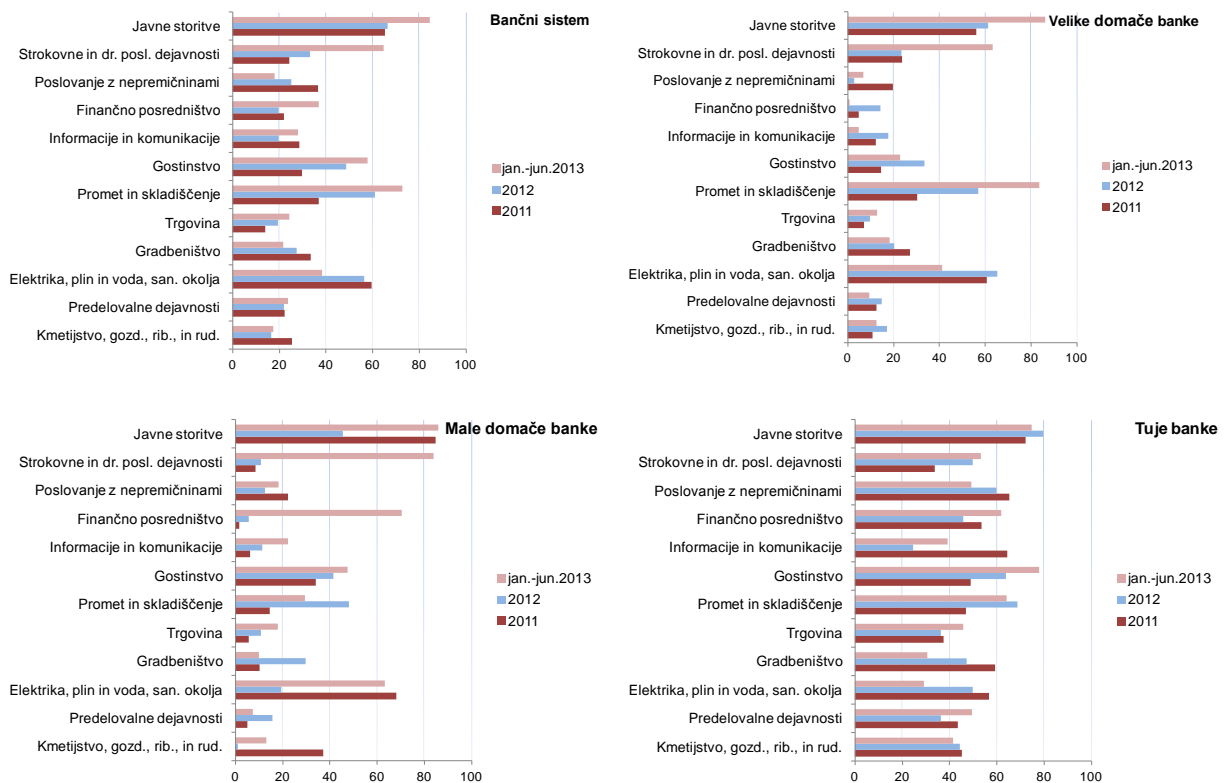 Bančni sistem
Javne storitve
Strokovne in dr. posl. dejavnosti
Poslovanje z nepremičninami
Finančno posredništvo
Informacije in komunikacije
Gostinstvo
Promet in skladiščenje
Trgovina
Gradbeništvo
Elektrika, plin in voda, san. okolja
Predelovalne dejavnosti
Kmetijstvo, gozd., rib., in rud.
jan.-jun.2013
2012
2011
0 20 40 60 80 100
Velike domače banke
Javne storitve
Strokovne in dr. posl. dejavnosti
Poslovanje z nepremičninami
Finančno posredništvo
Informacije in komunikacije
Gostinstvo
Promet in skladiščenje
Trgovina
Gradbeništvo
Elektrika, plin in voda, san. okolja
Predelovalne dejavnosti
Kmetijstvo, gozd., rib., in rud.
jan.-jun.2013
2012
2011
0 20 40 60 80 100
Male domače banke
Javne storitve
Strokovne in dr. posl. dejavnosti
Poslovanje z nepremičninami
Finančno posredništvo
Informacije in komunikacije
Gostinstvo
Promet in skladiščenje
Trgovina
Gradbeništvo
Elektrika, plin in voda, san. okolja
Predelovalne dejavnosti
Kmetijstvo, gozd., rib., in rud.
jan.-jun.2013
2012
2011
0 20 40 60 80 100
Tuje banke
Javne storitve
Strokovne in dr. posl. dejavnosti
Poslovanje z nepremičninami
Finančno posredništvo
Informacije in komunikacije
Gostinstvo
Promet in skladiščenje
Trgovina
Gradbeništvo
Elektrika, plin in voda, san. okolja
Predelovalne dejavnosti
Kmetijstvo, gozd., rib., in rud.
jan.-jun.2013
2012
2011
0 20 40 60 80 100